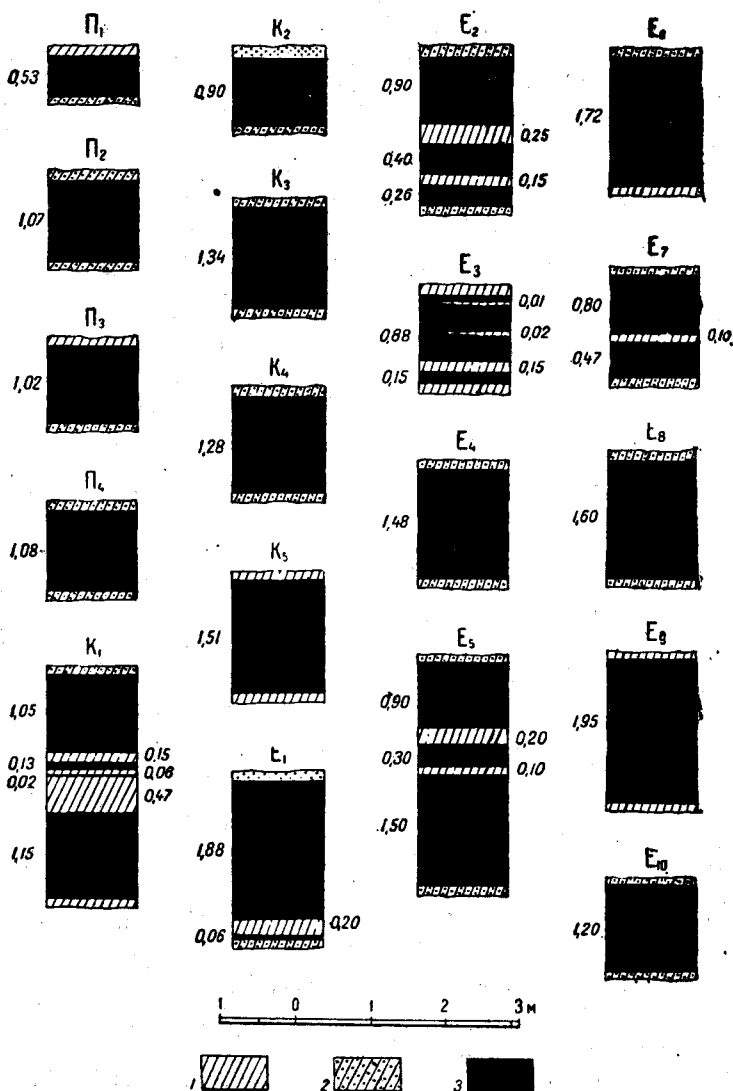 П₁
0,53
П₂
1,07
П₃
1,02
П₄
1,08
К₁
1,05
0,15
0,13
0,06
0,02
0,47
1,15
К₂
0,90
К₃
1,34
К₄
1,28
К₅
1,51
Е₁
1,88
0,20
0,06
Е₂
0,90
0,25
0,40
0,15
0,26
Е₃
0,01
0,02
0,88
0,15
0,15
Е₄
1,48
Е₅
0,90
0,20
0,30
0,10
1,50
Е₆
1,72
Е₇
0,80
0,10
0,47
Е₈
1,60
Е₉
1,95
Е₁₀
1,20
1 0 1 2 3 м
1 2 3